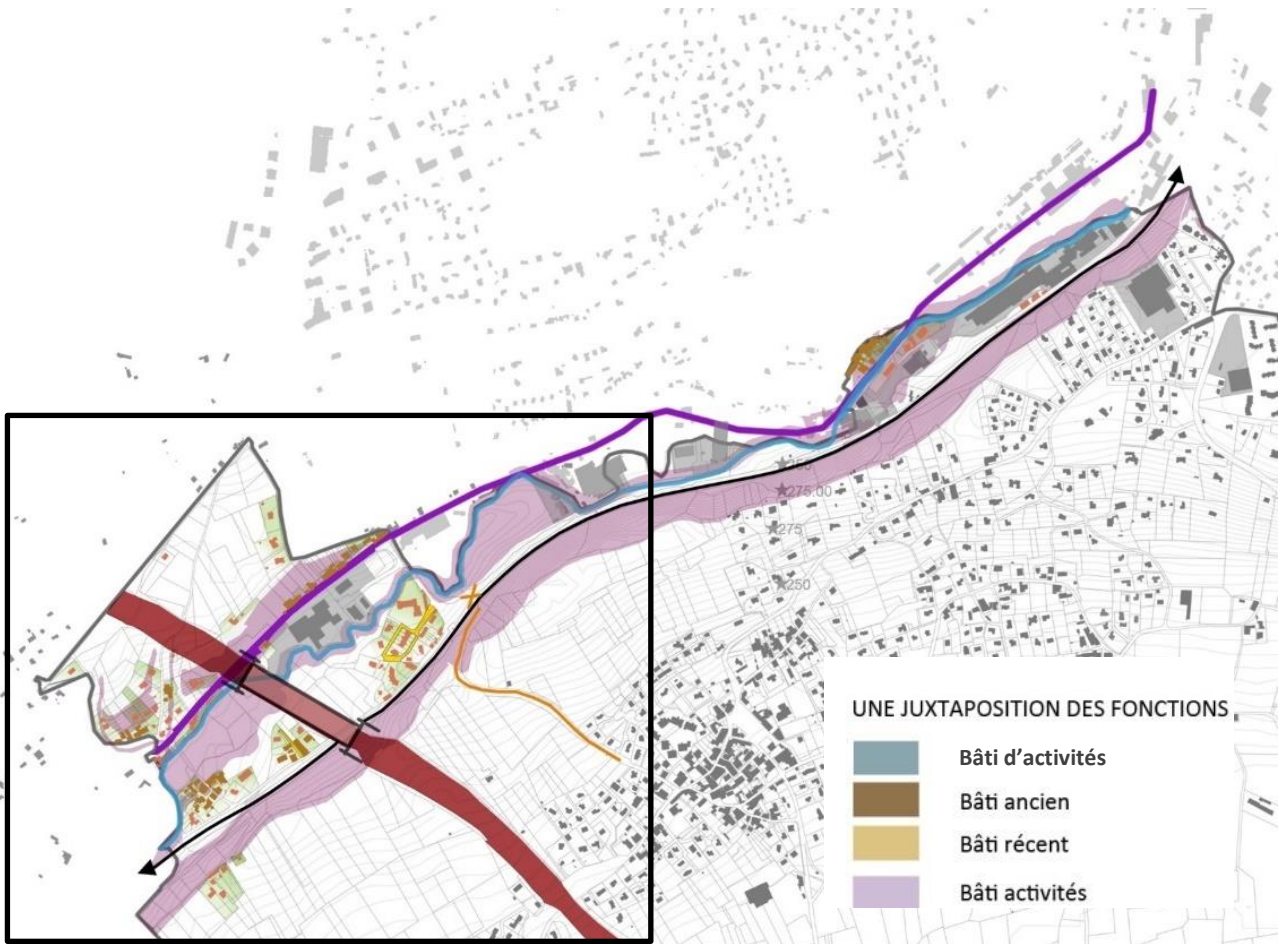 ★275.00
★275
★250
UNE JUXTAPOSITION DES FONCTIONS
Bâti d’activités
Bâti ancien
Bâti récent
Bâti activités